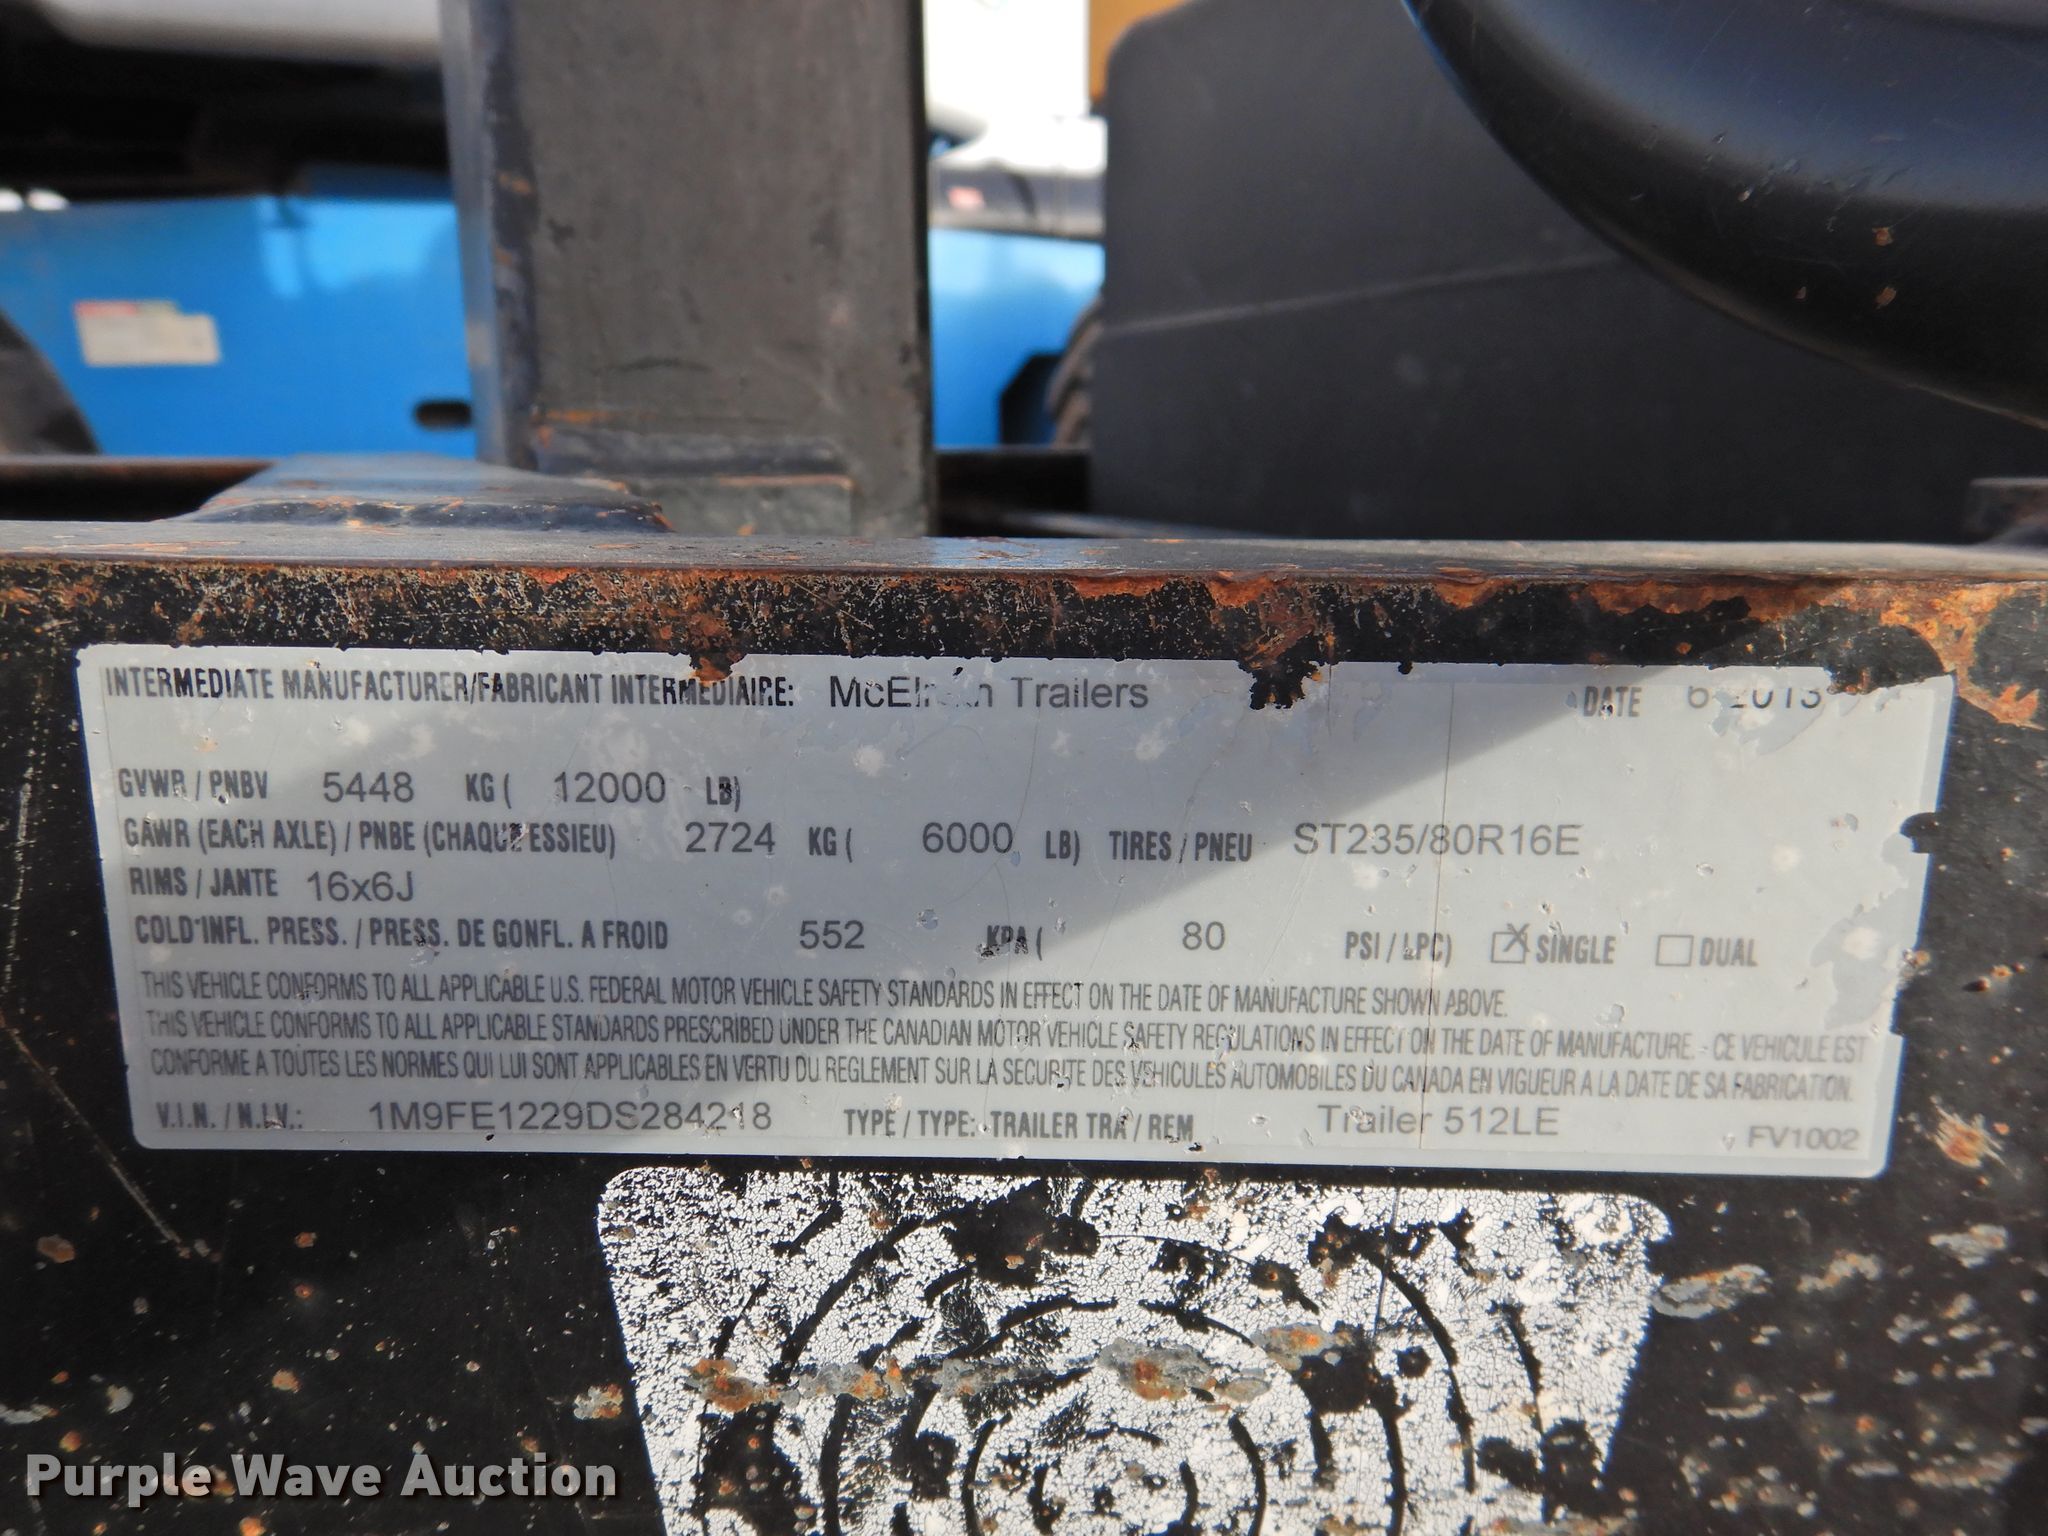 INTERMEDIATE MANUFACTURER/FABRICANT INTERMEDIAIRE: Trailers DATE 2013
GVWR / PNBV 5448 KG ( 12000 LB)
GAWR (EACH AXLE) / PNBE (CHAQUE ESSIEU) 2724 KG ( 6000 LB) TIRES / PNEU ST235/80R16E
RIMS / JANTE 16x6J
COLD INFL. PRESS. / PRESS. DE GONFL. A FROID 552 KPA ( 80 PSI / LPC) X SINGLE DUAL
THIS VEHICLE CONFORMS TO ALL APPLICABLE U.S. FEDERAL MOTOR VEHICLE SAFETY STANDARDS IN EFFECT ON THE DATE OF MANUFACTURE SHOWN ABOVE.
THIS VEHICLE CONFORMS TO ALL APPLICABLE STANDARDS PRESCRIBED UNDER THE CANADIAN MOTOR VEHICLE SAFETY REGULATIONS IN EFFECT ON THE DATE OF MANUFACTURE. - CE VEHICULE EST
CONFORME A TOUTES LES NORMES QUI LUI SONT APPLICABLES EN VERTU DU REGLEMENT SUR LA SECURITE DES VEHICULES AUTOMOBILES DU CANADA EN VIGUEUR A LA DATE DE SA FABRICATION.
V.I.N. / N.I.V.: 1M9FE1229DS284218 TYPE / TYPE: TRAILER TRA / REM Trailer 512LE FV1002
Purple Wave Auction